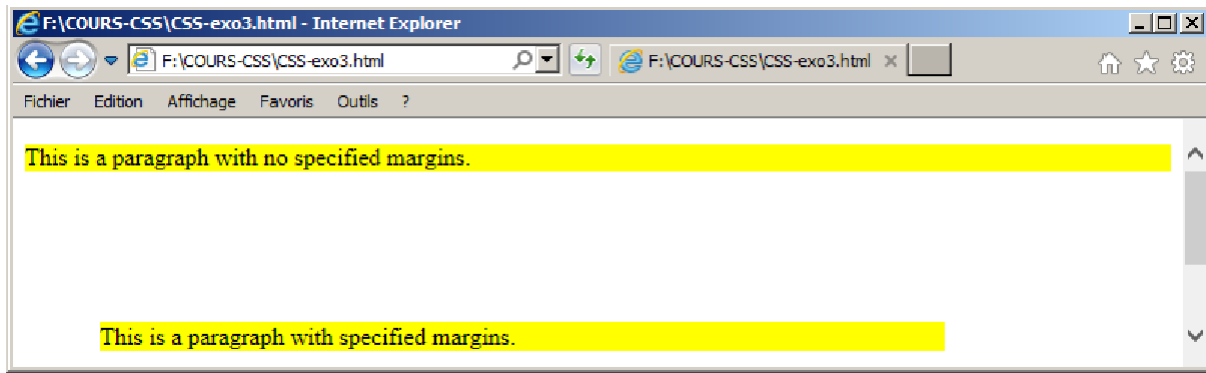 F:\COURS-CSS\CSS-exo3.html - Internet Explorer
F:\COURS-CSS\CSS-exo3.html F:\COURS-CSS\CSS-exo3.html
Fichier Edition Affichage Favoris Outils ?
This is a paragraph with no specified margins.
This is a paragraph with specified margins.